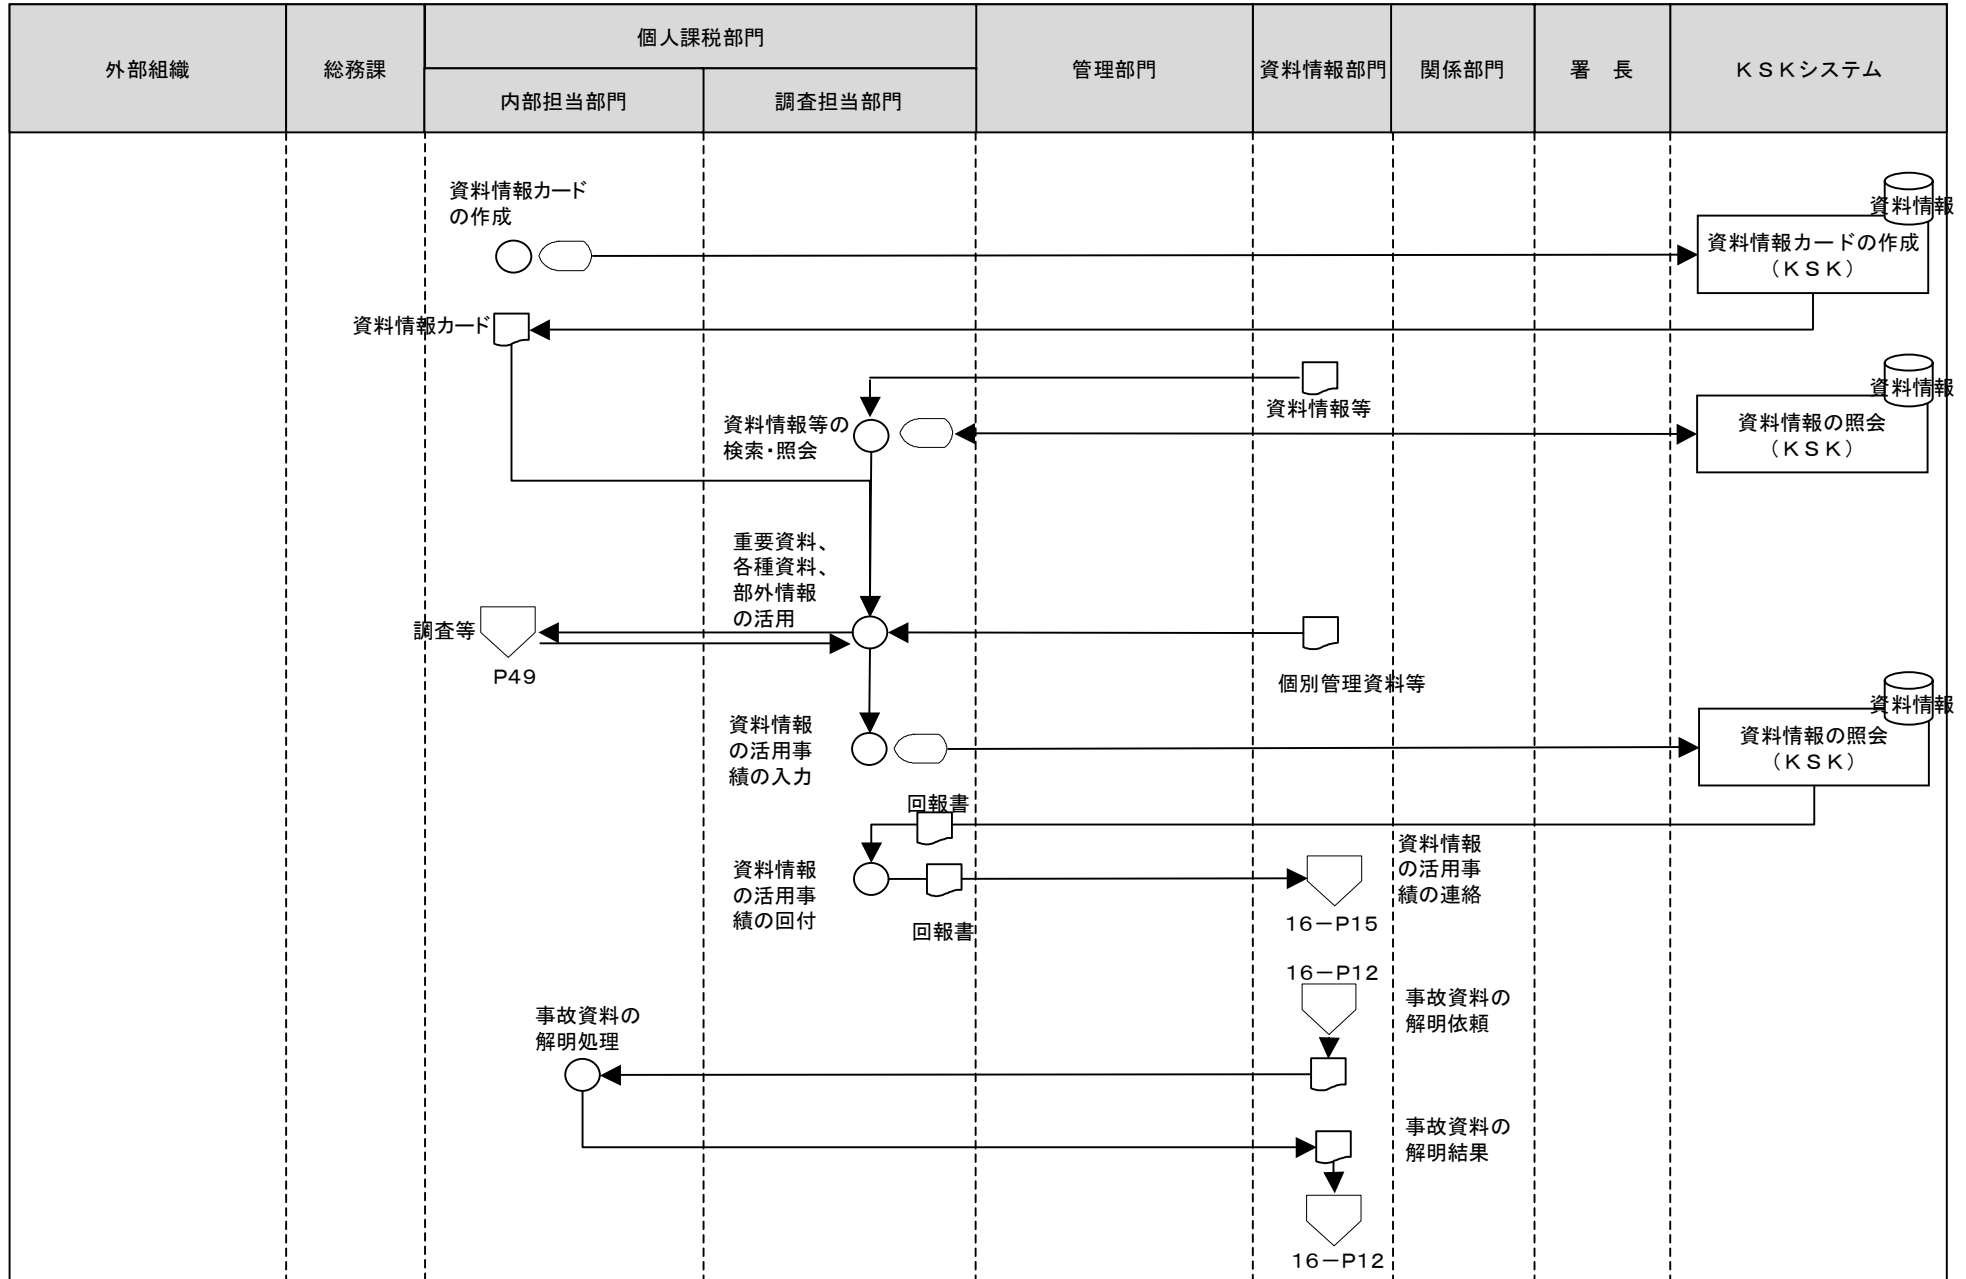 外部組織
総務課
個人課税部門
内部担当部門
調査担当部門
管理部門
資料情報部門
関係部門
署　長
ＫＳＫシステム
資料情報カード
の作成
資料情報
資料情報カードの作成
（ＫＳＫ）
資料情報カード
資料情報等
資料情報等の
検索・照会
資料情報
資料情報の照会
（ＫＳＫ）
重要資料、
各種資料、
部外情報
の活用
調査等
P49
個別管理資料等
資料情報
の活用事
績の入力
資料情報
資料情報の照会
（ＫＳＫ）
回報書
資料情報
の活用事
績の回付
回報書
資料情報
の活用事
績の連絡
16－P15
16－P12
事故資料の
解明依頼
事故資料の
解明処理
事故資料の
解明結果
16－P12